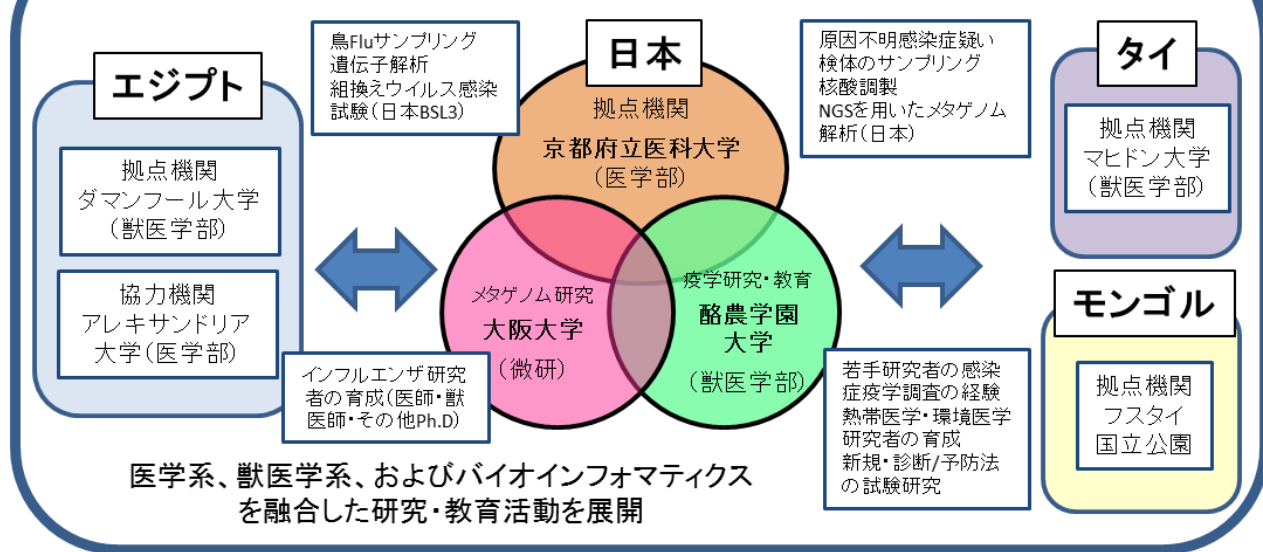 エジプト
拠点機関
ダマンフール大学
(獣医学部)
協力機関
アレキサンドリア
大学(医学部)
鳥Fluサンプリング
遺伝子解析
組換えウイルス感染
試験(日本BSL3)
インフルエンザ研究
者の育成(医師・獣
医師・その他Ph.D)
日本
拠点機関
京都府立医科大学
(医学部)
メタゲノム研究
大阪大学
(微研)
疫学研究・教育
酪農学園
大学
(獣医学部)
原因不明感染症疑い
検体のサンプリング
核酸調製
NGSを用いたメタゲノム
解析(日本)
若手研究者の感染
症疫学調査の経験
熱帯医学・環境医学
研究者の育成
新規・診断/予防法
の試験研究
タイ
拠点機関
マヒドン大学
(獣医学部)
モンゴル
拠点機関
フスタイ
国立公園
医学系、獣医学系、およびバイオインフォマティクス
を融合した研究・教育活動を展開